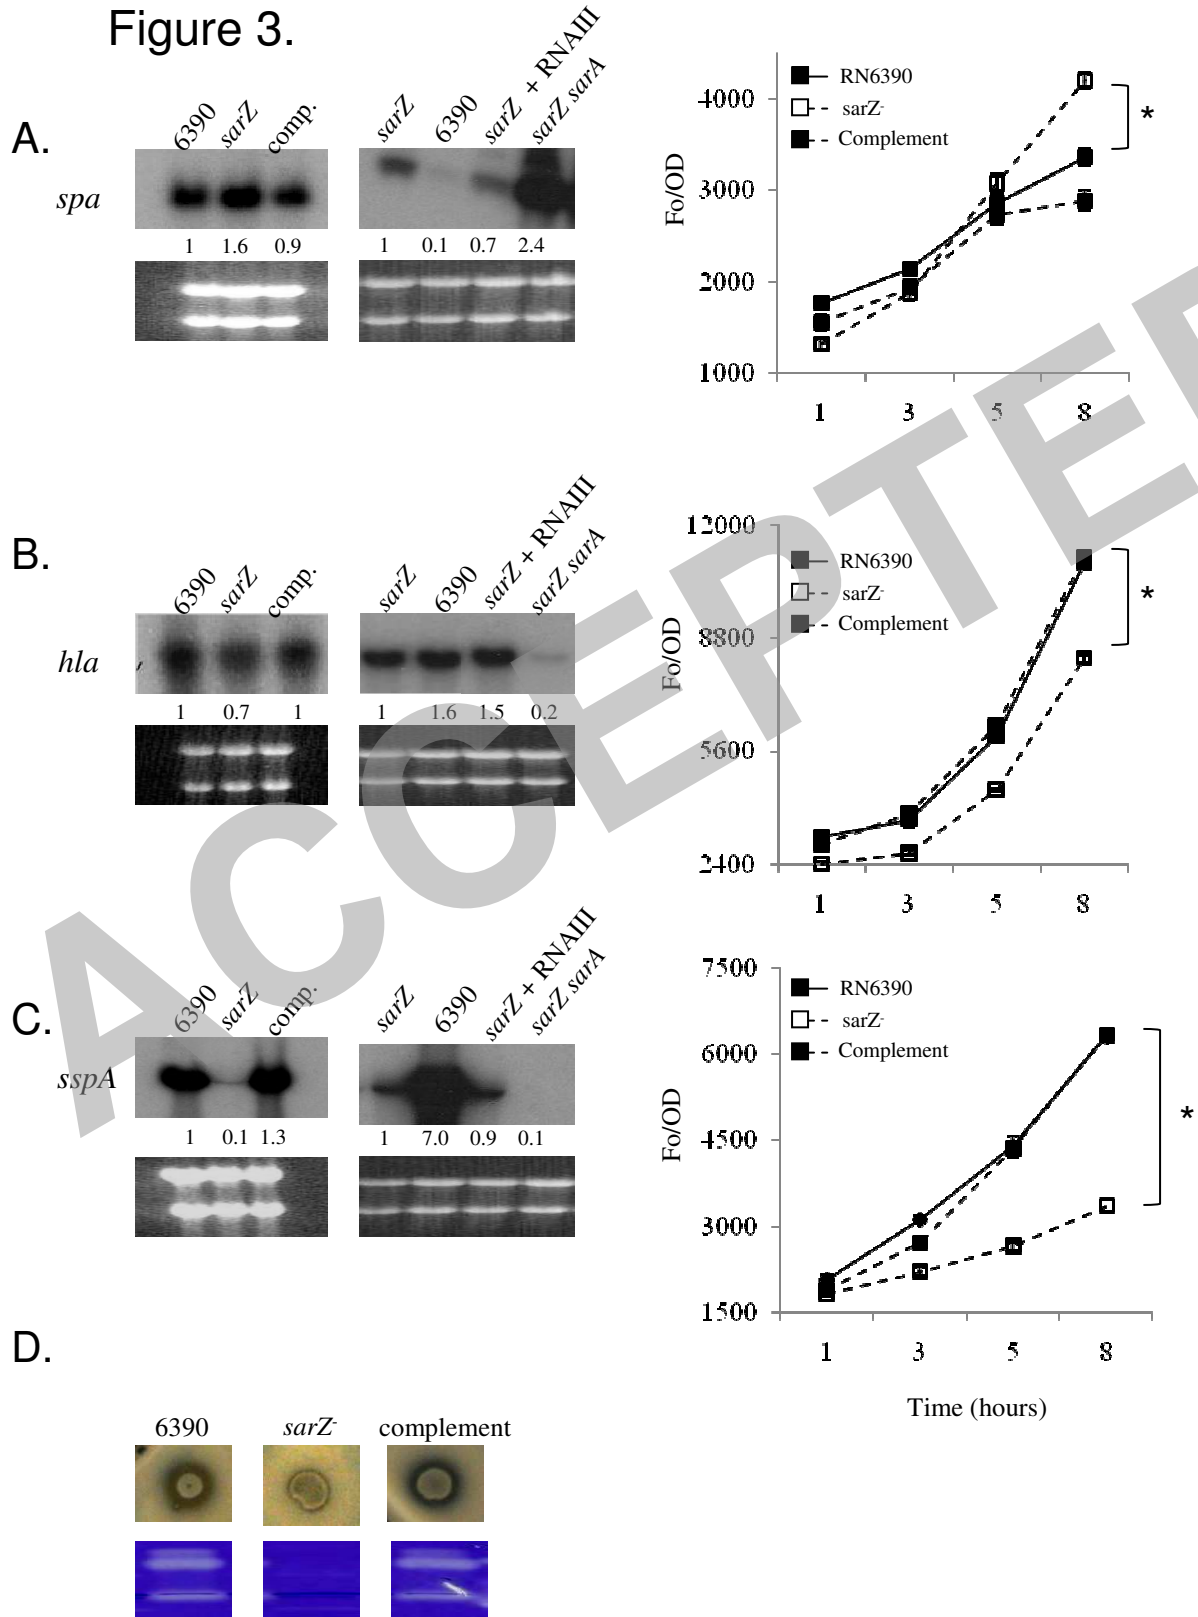 Figure 3.
A.
6390 sarZ comp.
sarZ 6390 sarZ + RNAIII sarZ sarA
spa
1 1.6 0.9
1 0.1 0.7 2.4
RN6390
sarZ-
Complement
Fo/OD
4000
3000
2000
1000
1 3 5 8
*
B.
6390 sarZ comp.
sarZ 6390 sarZ + RNAIII sarZ sarA
hla
1 0.7 1
1 1.6 1.5 0.2
RN6390
sarZ-
Complement
Fo/OD
12000
8800
5600
2400
1 3 5 8
*
C.
6390 sarZ comp.
sarZ 6390 sarZ + RNAIII sarZ sarA
sspA
1 0.1 1.3
1 7.0 0.9 0.1
RN6390
sarZ-
Complement
Fo/OD
7500
6000
4500
3000
1500
1 3 5 8
*
Time (hours)
D.
6390 sarZ- complement
ACCEPTE